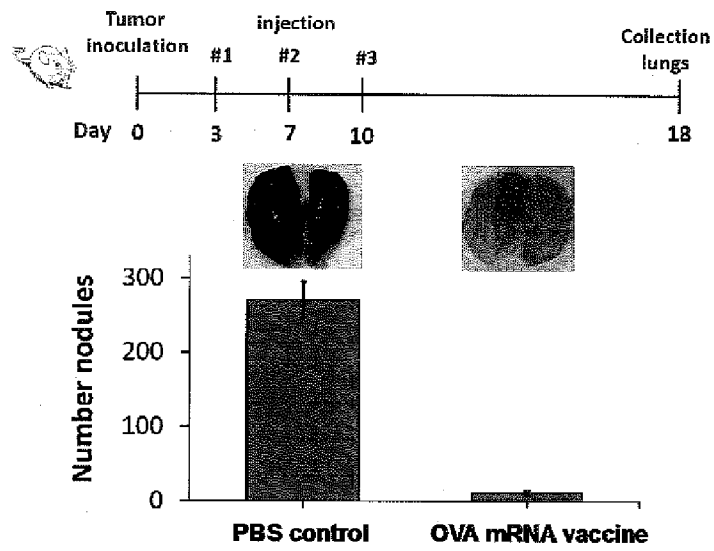 Tumor
inoculation
injection
#1
#2
#3
Collection
lungs
Day 0 3 7 10 18
Number nodules
300
200
100
0
PBS control
OVA mRNA vaccine